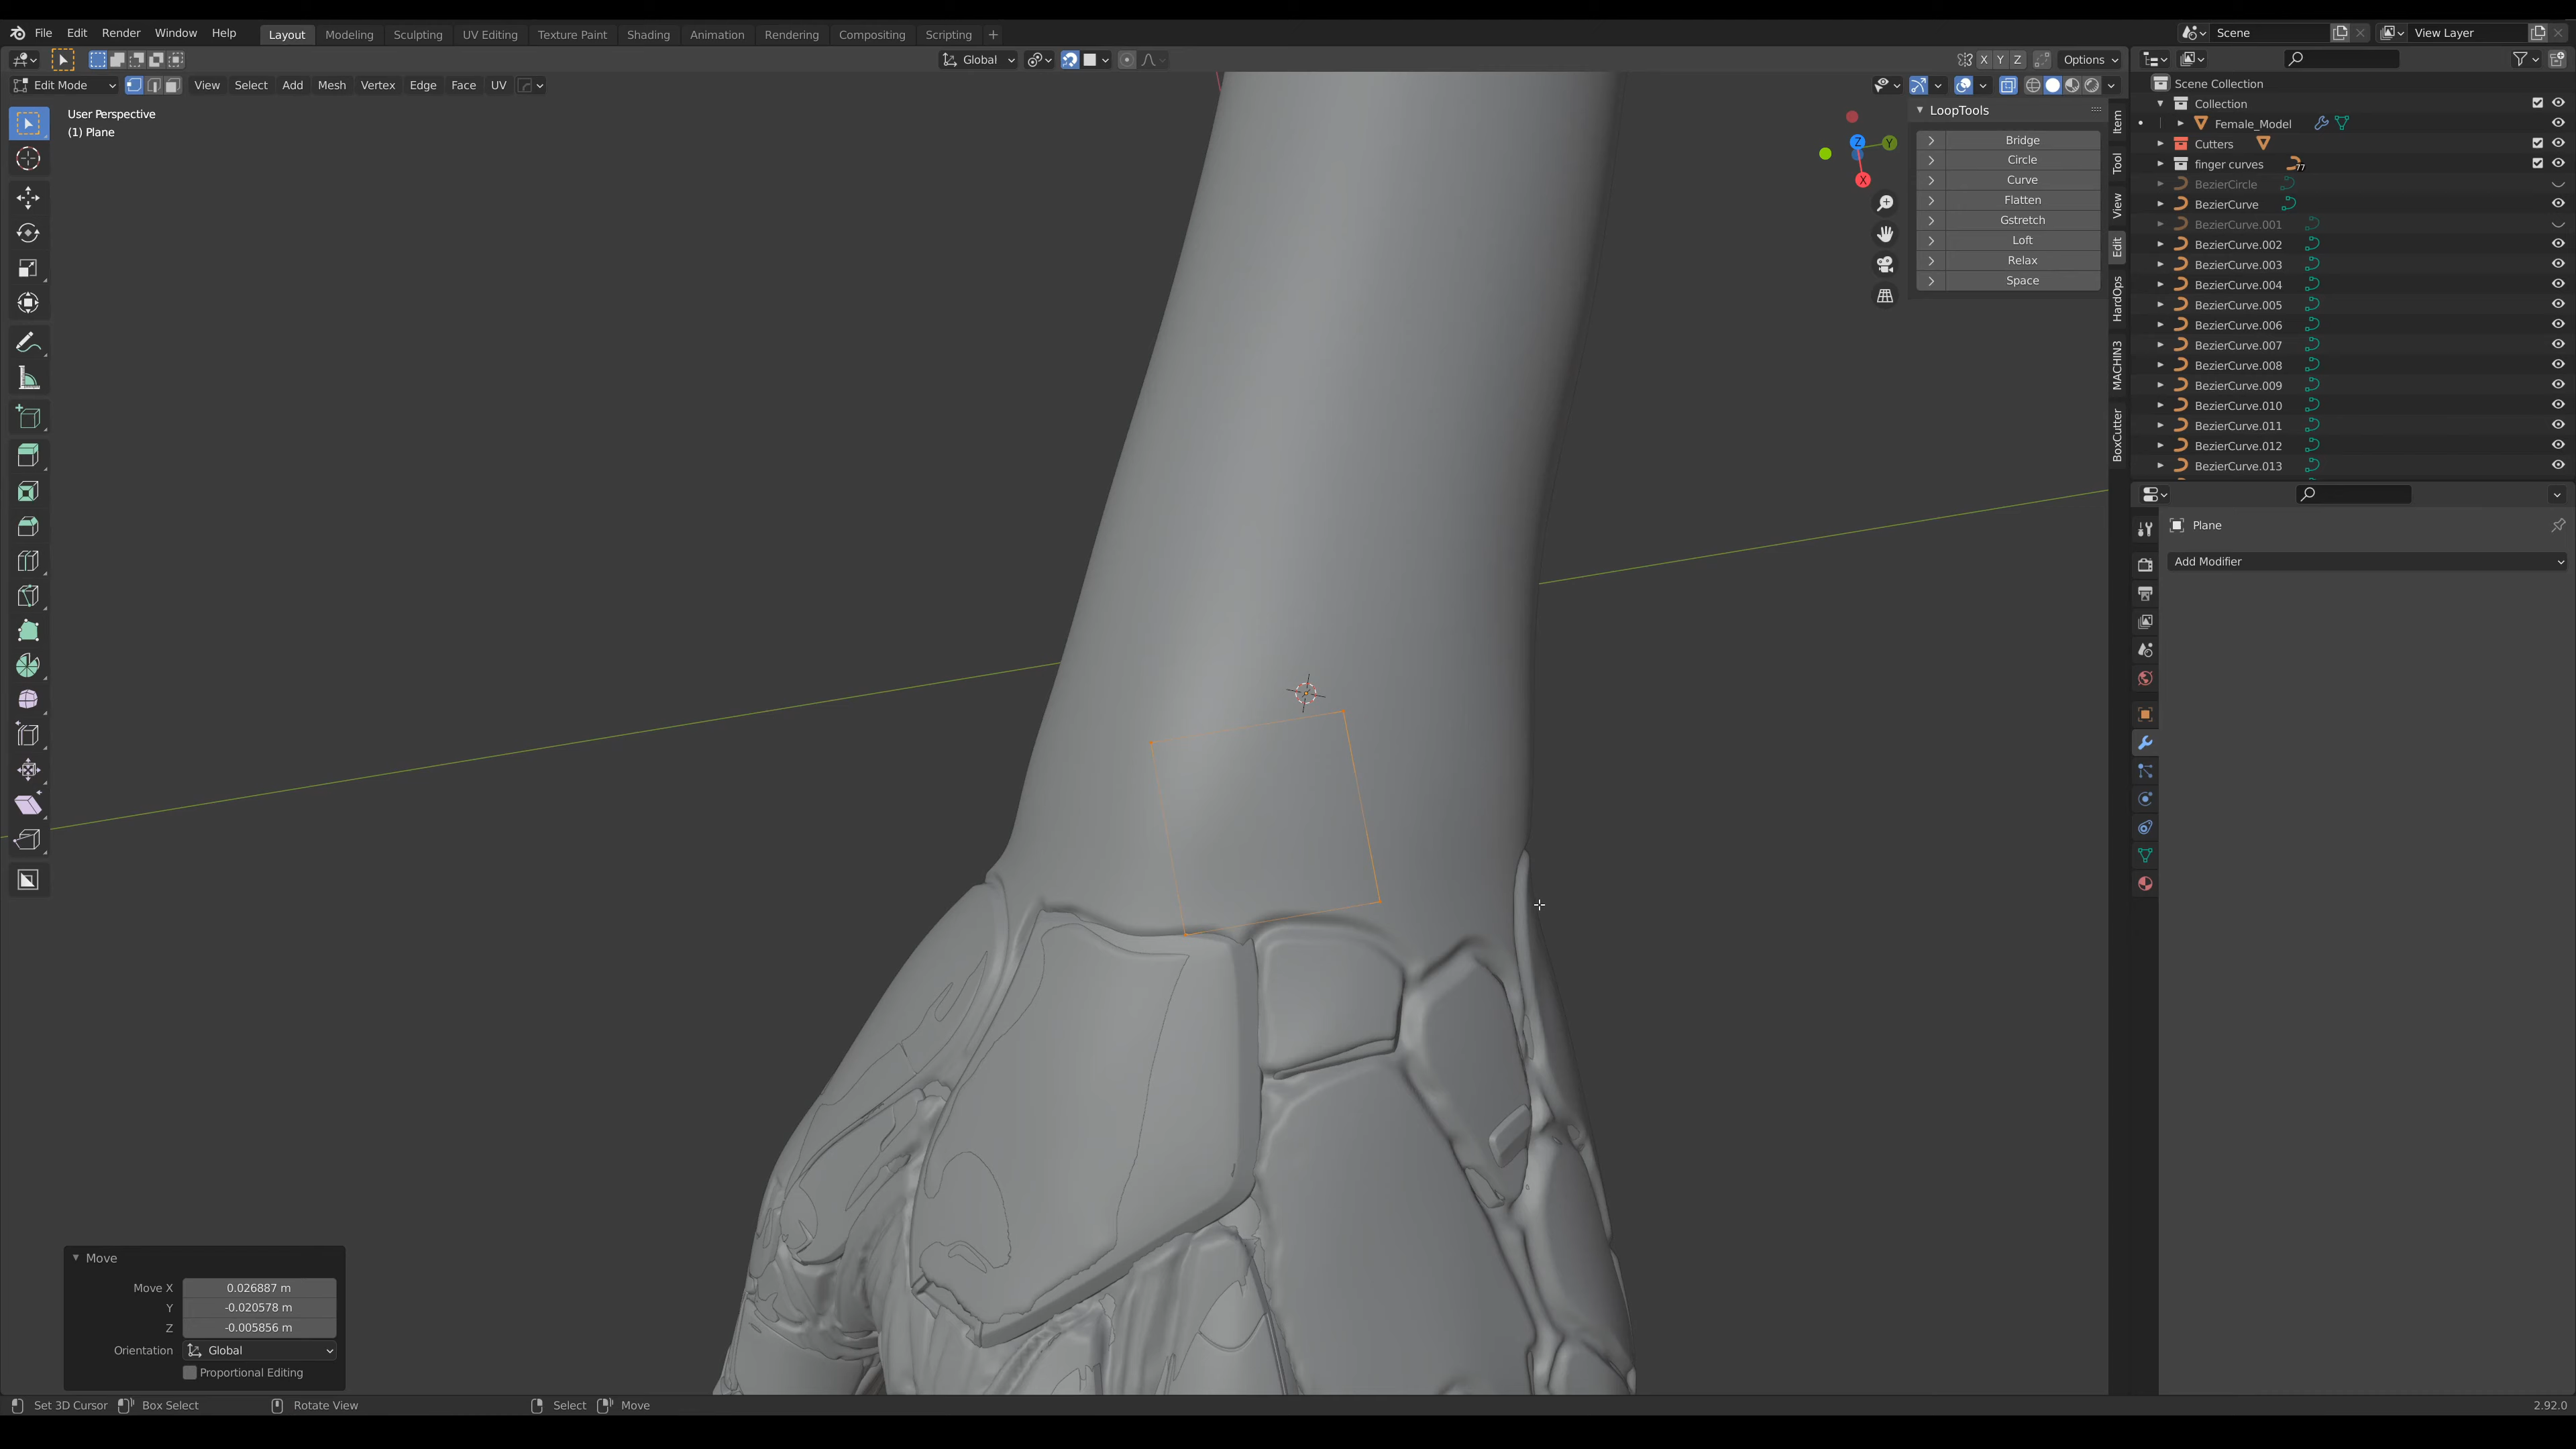 File Edit Render Window Help Layout Modeling Sculpting UV Editing Texture Paint Shading Animation Rendering Compositing Scripting + Scene View Layer
Global X Y Z Options
Edit Mode View Select Add Mesh Vertex Edge Face UV
User Perspective
(1) Plane
LoopTools
Bridge
Circle
Curve
Flatten
Gstretch
Loft
Relax
Space
Z
Y
X
Item
Tool
View
Edit
HardOps
MACHIN3
BoxCutter
Scene Collection
Collection
Female_Model
Cutters
finger curves 77
BezierCircle
BezierCurve
BezierCurve.001
BezierCurve.002
BezierCurve.003
BezierCurve.004
BezierCurve.005
BezierCurve.006
BezierCurve.007
BezierCurve.008
BezierCurve.009
BezierCurve.010
BezierCurve.011
BezierCurve.012
BezierCurve.013
Plane
Add Modifier
Move
Move X 0.026887 m
Y -0.020578 m
Z -0.005856 m
Orientation Global
Proportional Editing
Set 3D Cursor Box Select Rotate View Select Move 2.92.0